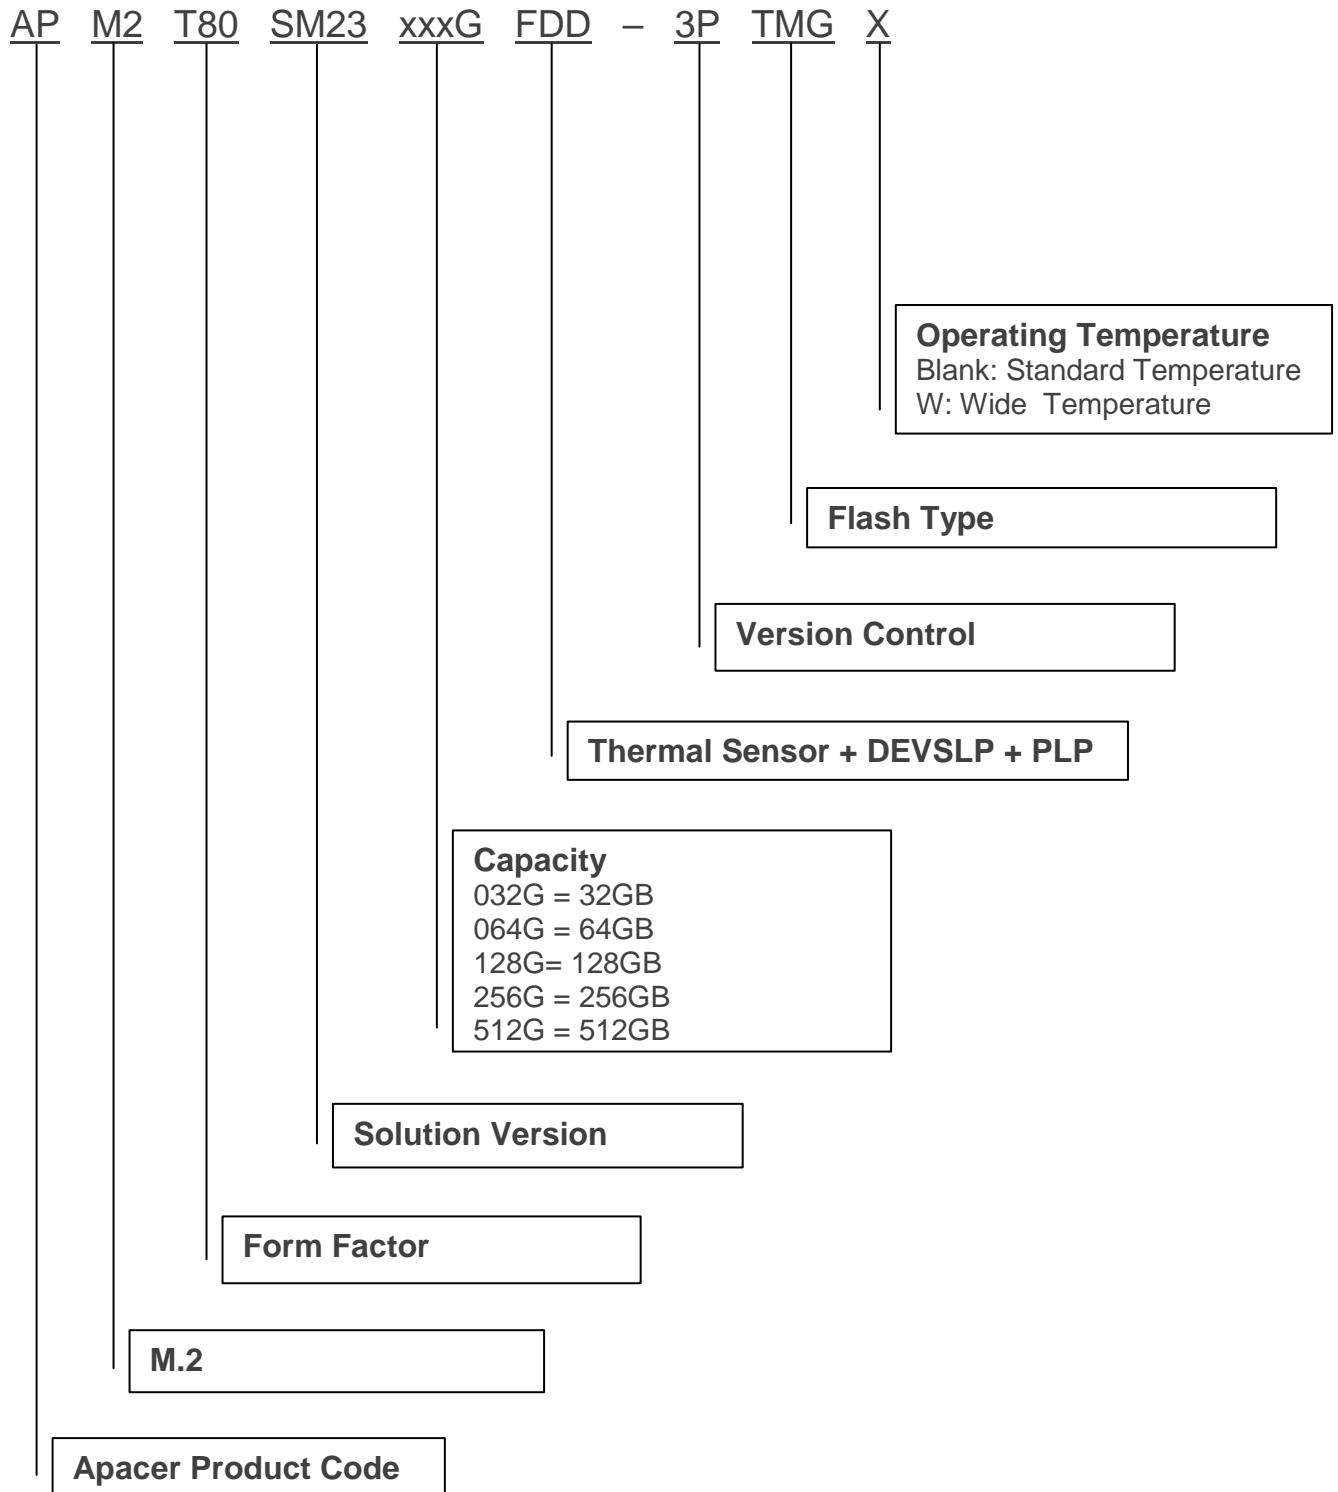 AP M2 T80 SM23 xxxG FDD – 3P TMG X
Operating Temperature
Blank: Standard Temperature
W: Wide Temperature
Flash Type
Version Control
Thermal Sensor + DEVSLP + PLP
Capacity
032G = 32GB
064G = 64GB
128G= 128GB
256G = 256GB
512G = 512GB
Solution Version
Form Factor
M.2
Apacer Product Code